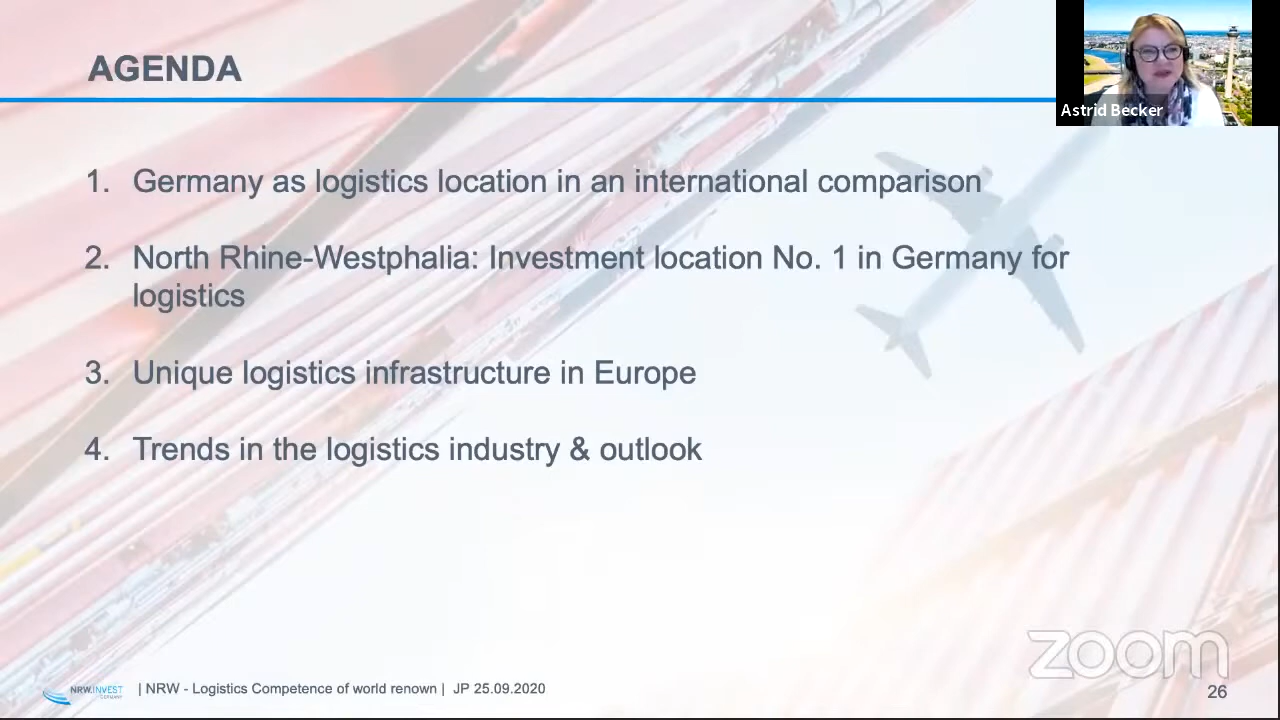 AGENDA
Astrid Becker
1. Germany as logistics location in an international comparison
2. North Rhine-Westphalia: Investment location No. 1 in Germany for
logistics
3. Unique logistics infrastructure in Europe
4. Trends in the logistics industry & outlook
zoom
NRW.INVEST
GERMANY
| NRW - Logistics Competence of world renown | JP 25.09.2020
26